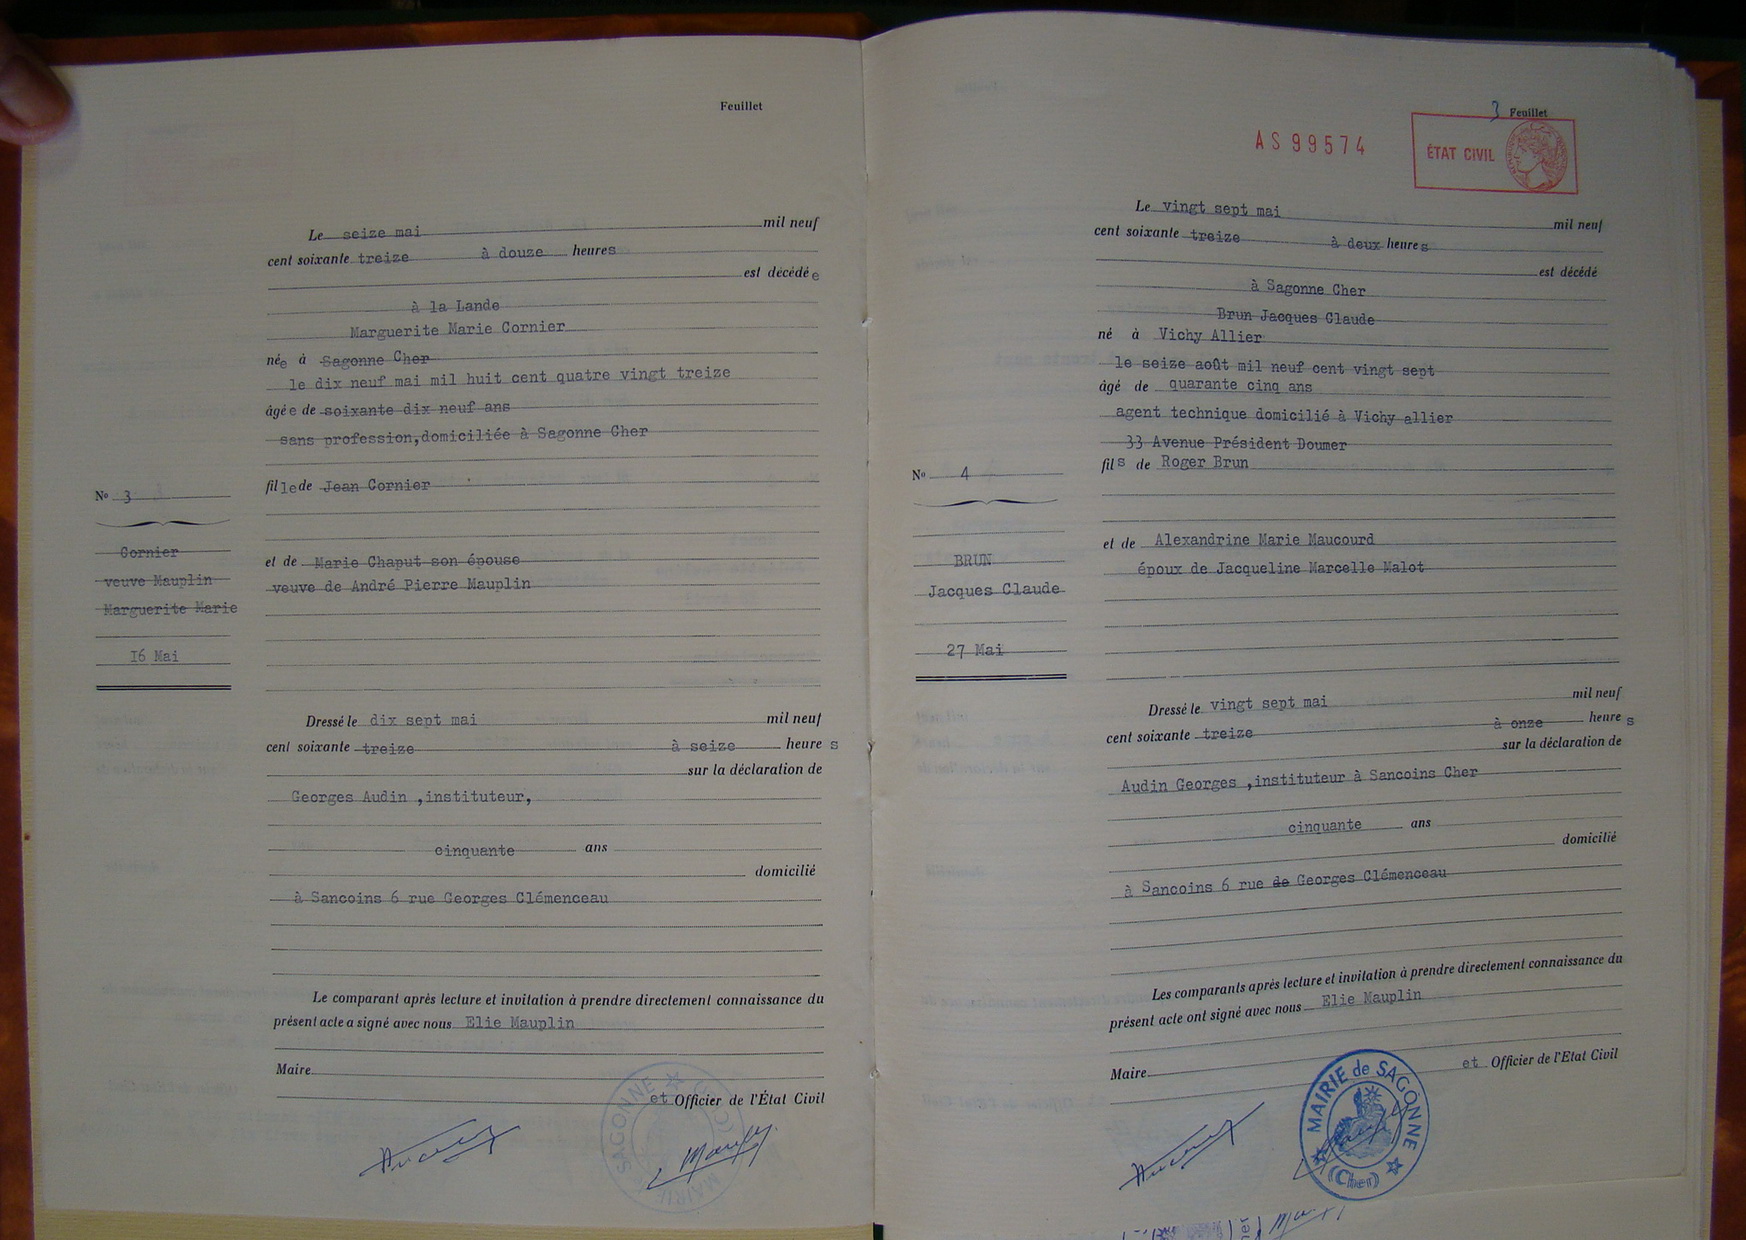 Feuillet
Le seize mai mil neuf
cent soixante treize à douze heures
est décédée
à la Lande
Marguerite Marie Cornier
née à Sagonne Cher
le dix neuf mai mil huit cent quatre vingt treize
âgée de soixante dix neuf ans
sans profession,domiciliée à Sagonne Cher
fille de Jean Cornier
No 3
Cornier
veuve Mauplin
Marguerite Marie
16 Mai
et de Marie Chaput son épouse
veuve de André Pierre Mauplin
Dressé le dix sept mai mil neuf
cent soixante treize à seize heures
sur la déclaration de
Georges Audin ,instituteur,
cinquante ans
domicilié
à Sancoins 6 rue Georges Clémenceau
Le comparant après lecture et invitation à prendre directement connaissance du
présent acte a signé avec nous Elie Mauplin
Maire
et Officier de l'État Civil
MAIRIE SAGONNE
3 Feuillet
AS 99574
ÉTAT CIVIL
Le vingt sept mai mil neuf
cent soixante treize à deux heures
est décédé
à Sagonne Cher
Brun Jacques Claude
né à Vichy Allier
le seize août mil neuf cent vingt sept
âgé de quarante cinq ans
agent technique domicilié à Vichy allier
33 Avenue Président Doumer
fils de Roger Brun
No 4
BRUN
Jacques Claude
27 Mai
et de Alexandrine Marie Maucourd
époux de Jacqueline Marcelle Malot
Dressé le vingt sept mai mil neuf
cent soixante treize à onze heures
sur la déclaration de
Audin Georges ,instituteur à Sancoins Cher
cinquante ans
domicilié
à Sancoins 6 rue de Georges Clémenceau
Les comparants après lecture et invitation à prendre directement connaissance du
présent acte ont signé avec nous Elie Mauplin
Maire
et Officier de l'Etat Civil
MAIRIE de SAGONNE
(Cher)